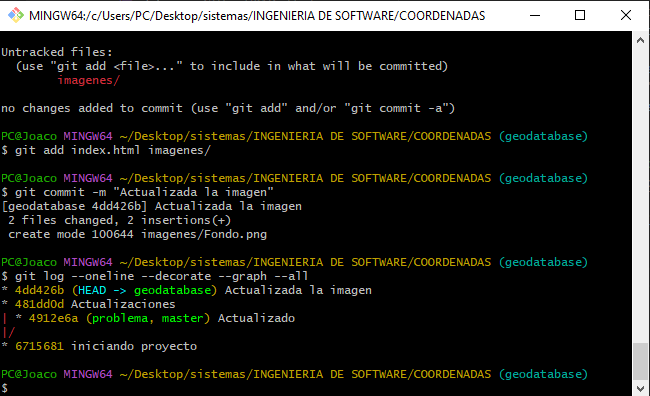 MINGW64:/c/Users/PC/Desktop/sistemas/INGENIERIA DE SOFTWARE/COORDENADAS
Untracked files:
  (use "git add <file>..." to include in what will be committed)
        imagenes/
no changes added to commit (use "git add" and/or "git commit -a")
PC@Joaco MINGW64 ~/Desktop/sistemas/INGENIERIA DE SOFTWARE/COORDENADAS (geodatabase)
$ git add index.html imagenes/
PC@Joaco MINGW64 ~/Desktop/sistemas/INGENIERIA DE SOFTWARE/COORDENADAS (geodatabase)
$ git commit -m "Actualizada la imagen"
[geodatabase 4dd426b] Actualizada la imagen
 2 files changed, 2 insertions(+)
 create mode 100644 imagenes/Fondo.png
PC@Joaco MINGW64 ~/Desktop/sistemas/INGENIERIA DE SOFTWARE/COORDENADAS (geodatabase)
$ git log --oneline --decorate --graph --all
* 4dd426b (HEAD -> geodatabase) Actualizada la imagen
* 481dd0d Actualizaciones
| * 4912e6a (problema, master) Actualizado
|/
* 6715681 iniciando proyecto
PC@Joaco MINGW64 ~/Desktop/sistemas/INGENIERIA DE SOFTWARE/COORDENADAS (geodatabase)
$